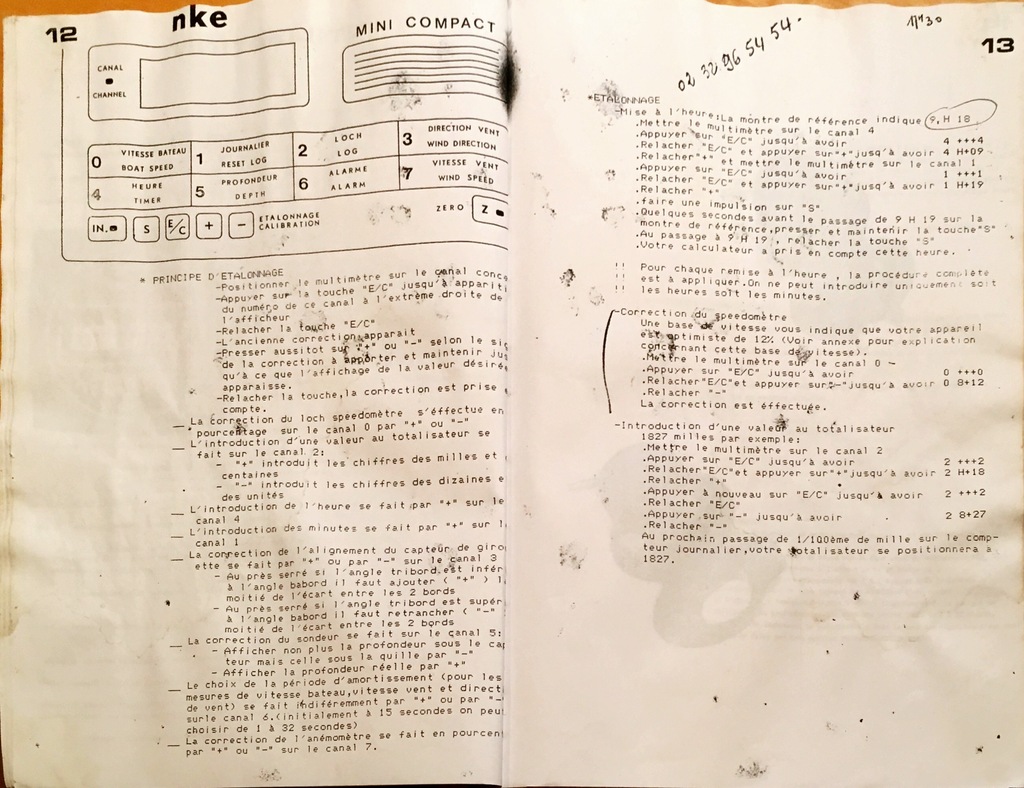 12
nke
MINI COMPACT
CANAL
CHANNEL
0 VITESSE BATEAU BOAT SPEED
1 JOURNALIER RESET LOG
2 LOCH LOG
3 DIRECTION VENT WIND DIRECTION
4 HEURE TIMER
5 PROFONDEUR DEPTH
6 ALARME ALARM
7 VITESSE VENT WIND SPEED
IN. S E/C + - ETALONNAGE CALIBRATION
ZERO Z
* PRINCIPE D'ETALONNAGE
-Positionner le multimètre sur le canal conc
-Appuyer sur la touche "E/C" jusqu'à appariti
du numéro de ce canal à l'extrème droite de
l'afficheur
-Relacher la touche "E/C"
-L'ancienne correction apparait
-Presser aussitot sur "+" ou "-" selon le si
de la correction à apporter et maintenir jus
qu'à ce que l'affichage de la valeur désiré
apparaisse.
-Relacher la touche,la correction est prise
compte.
__ La correction du loch speedomètre s'éffectue en
pourcentage sur le canal 0 par "+" ou "-"
__ L'introduction d'une valeur au totalisateur se
fait sur le canal 2:
- "+" introduit les chiffres des milles et
centaines
- "-" introduit les chiffres des dizaines e
des unités
__ L'introduction de l'heure se fait par "+" sur le
canal 4
__ L'introduction des minutes se fait par "+" sur l
canal 1
__ La correction de l'alignement du capteur de giro
ette se fait par "+" ou par "-" sur le canal 3
- Au près serré si l'angle tribord est infér
à l'angle babord il faut ajouter ( "+" ) l
moitié de l'écart entre les 2 bords
- Au près serré si l'angle tribord est supér
à l'angle babord il faut retrancher ( "-"
moitié de l'écart entre les 2 bords
__ La correction du sondeur se fait sur le canal 5:
- Afficher non plus la profondeur sous le cap
teur mais celle sous la quille par "-"
- Afficher la profondeur réelle par "+"
__ Le choix de la période d'amortissement (pour les
mesures de vitesse bateau,vitesse vent et direct
de vent) se fait indiféremment par "+" ou par "-
surle canal 6.(initialement à 15 secondes on peu
choisir de 1 à 32 secondes)
__ La correction de l'anémomètre se fait en pourcen
par "+" ou "-" sur le canal 7.
02 32 96 54 54.
11H30
13
*ETALONNAGE
-Mise à l'heure:La montre de référence indique 9.H 18
.Mettre le multimètre sur le canal 4
.Appuyer sur "E/C" jusqu'à avoir 4 +++4
.Relacher "E/C" et appuyer sur"+"jusqu'à avoir 4 H+09
.Relacher"+" et mettre le multimètre sur le canal 1
.Appuyer sur "E/C" jusqu'à avoir 1 +++1
.Relacher "E/C" et appuyer sur"+"jusq'à avoir 1 H+19
.Relacher "+"
.faire une impulsion sur "S"
.Quelques secondes avant le passage de 9 H 19 sur la
montre de référence,presser et maintenir la touche"S"
.Au passage à 9 H 19 , relacher la touche "S"
.Votre calculateur a pris en compte cette heure.
!! Pour chaque remise à l'heure , la procédure complète
!! est à appliquer.On ne peut introduire uniquement soit
!! les heures soit les minutes.
-Correction du speedomètre
Une base de vitesse vous indique que votre appareil
est optimiste de 12% (Voir annexe pour explication
concernant cette base de vitesse).
.Mettre le multimètre sur le canal 0 -
.Appuyer sur "E/C" jusqu'à avoir 0 +++0
.Relacher"E/C"et appuyer sur"-"jusqu'à avoir 0 8+12
.Relacher "-"
La correction est éffectuée.
-Introduction d'une valeur au totalisateur
1827 milles par exemple:
.Mettre le multimètre sur le canal 2
.Appuyer sur "E/C" jusqu'à avoir 2 +++2
.Relacher"E/C"et appuyer sur"+"jusqu'à avoir 2 H+18
.Relacher "+"
.Appuyer à nouveau sur "E/C" jusqu'à avoir 2 +++2
.Relacher "E/C"
.Appuyer sur "-" jusqu'à avoir 2 8+27
.Relacher "-"
Au prochain passage de 1/100ème de mille sur le comp-
teur journalier,votre totalisateur se positionnera à
1827.